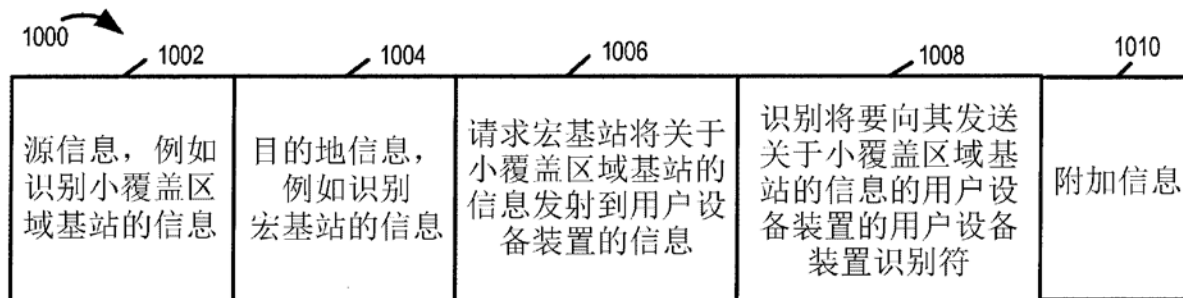 1000
1002
1004
1006
1008
1010
源信息，例如
识别小覆盖区
域基站的信息
目的地信息，
例如识别
宏基站的信息
请求宏基站将关于
小覆盖区域基站的
信息发射到用户设
备装置的信息
识别将要向其发送
关于小覆盖区域基
站的信息的用户设
备装置的用户设备
装置识别符
附加信息